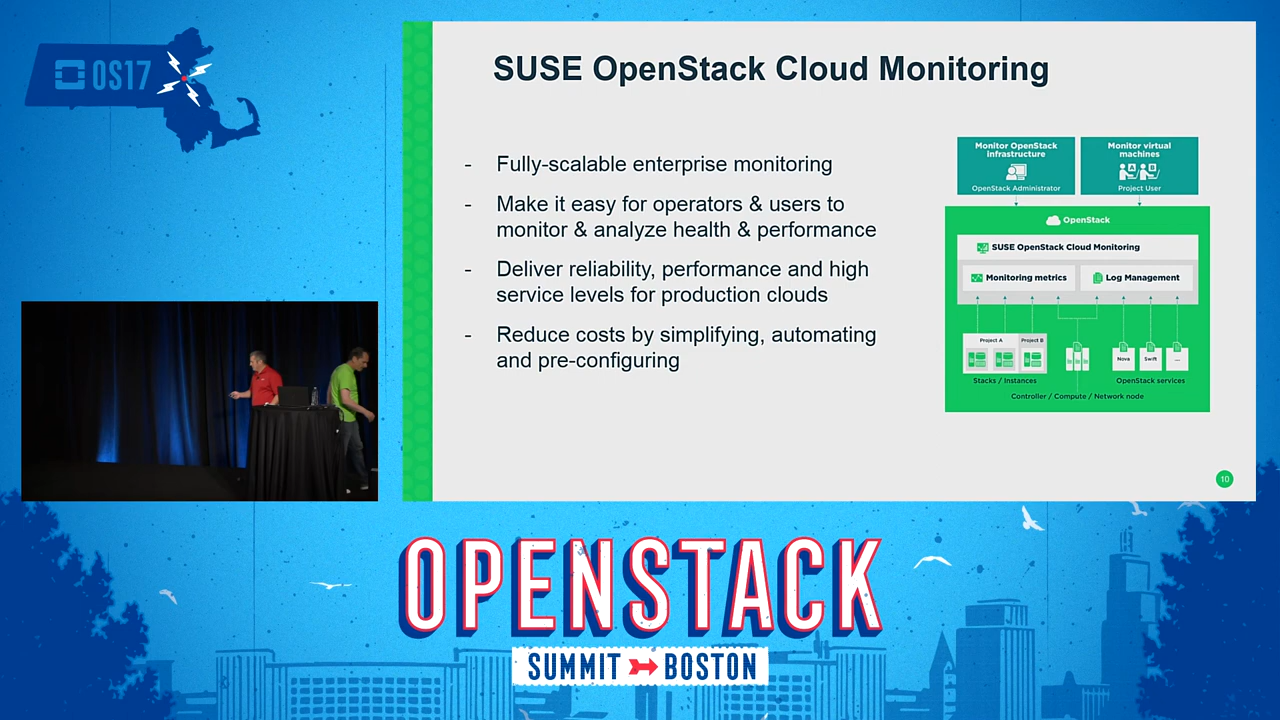 OS17
SUSE OpenStack Cloud Monitoring
- Fully-scalable enterprise monitoring
- Make it easy for operators & users to
monitor & analyze health & performance
- Deliver reliability, performance and high
service levels for production clouds
- Reduce costs by simplifying, automating
and pre-configuring
Monitor OpenStack
infrastructure
OpenStack Administrator
Monitor virtual
machines
A B
Project User
OpenStack
SUSE OpenStack Cloud Monitoring
Monitoring metrics
Log Management
Project A
Project B
Nova
Swift
...
Stacks / Instances
OpenStack services
Controller / Compute / Network node
10
OPENSTACK
SUMMIT BOSTON